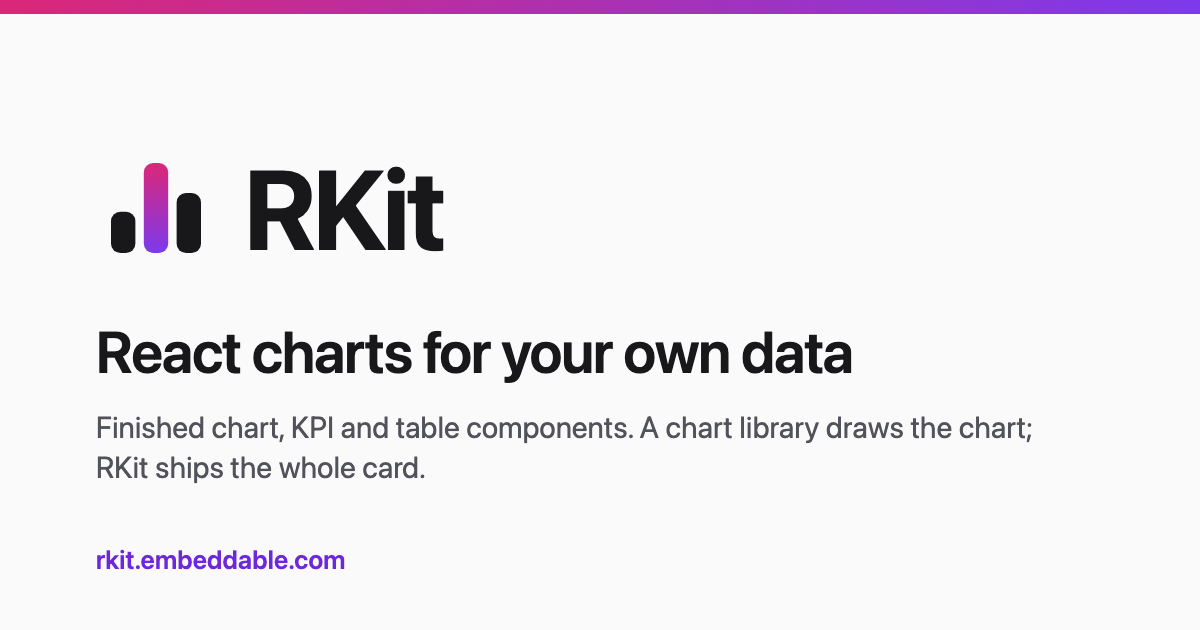 RKit
React charts for your own data
Finished chart, KPI and table components. A chart library draws the chart;
RKit ships the whole card.
rkit.embeddable.com